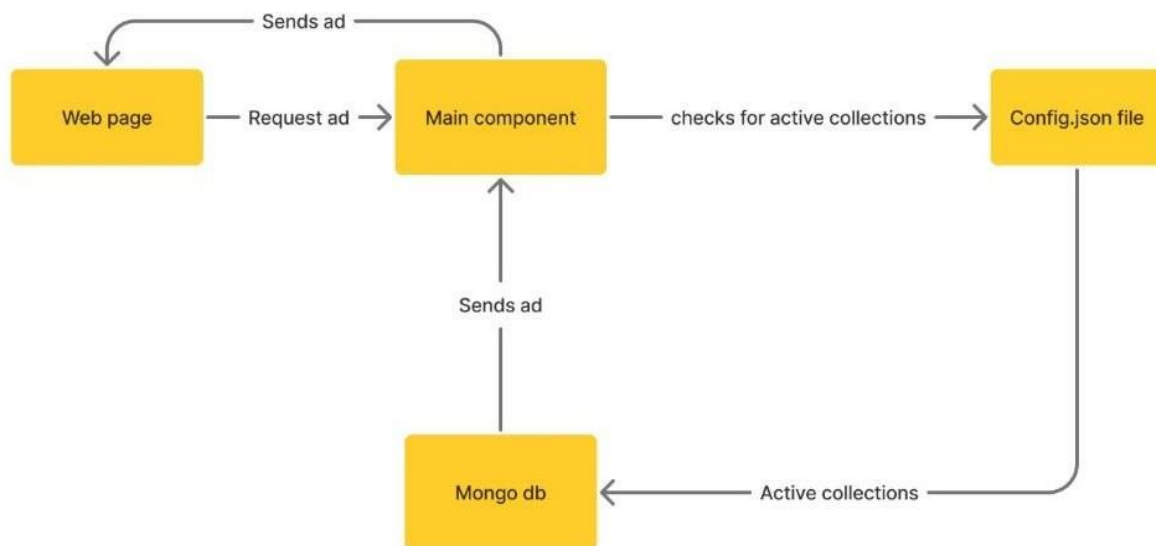 Sends ad
Web page
Request ad
Main component
checks for active collections
Config.json file
Sends ad
Mongo db
Active collections